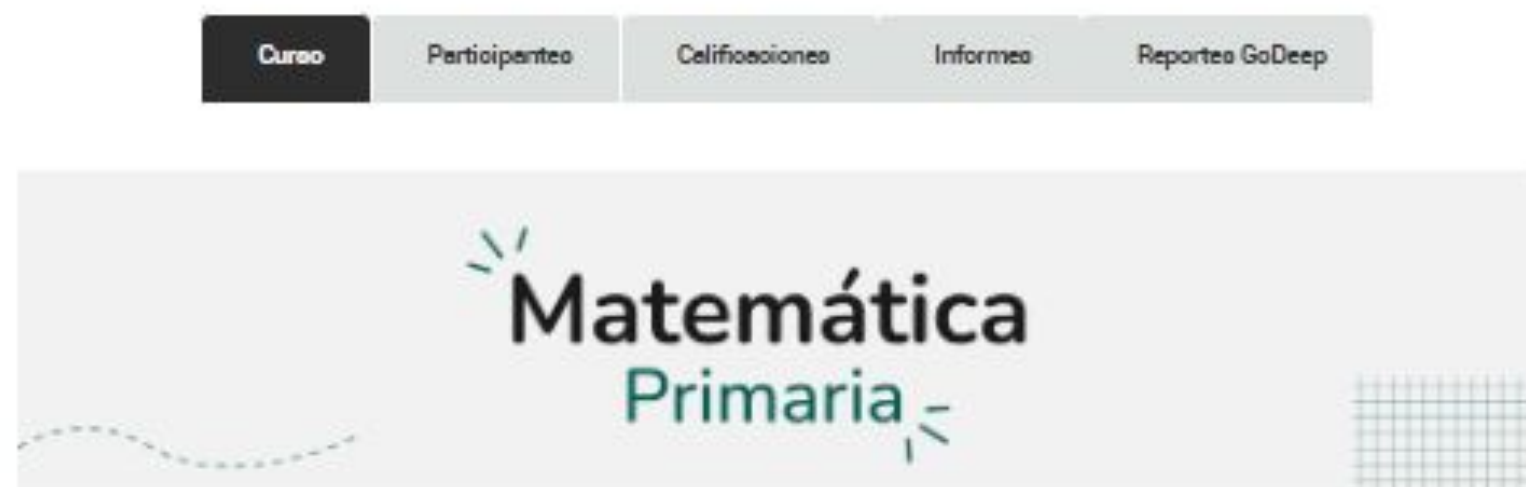 Curso Participantes Calificaciones Informes Reportes GoDeep
Matemática
Primaria